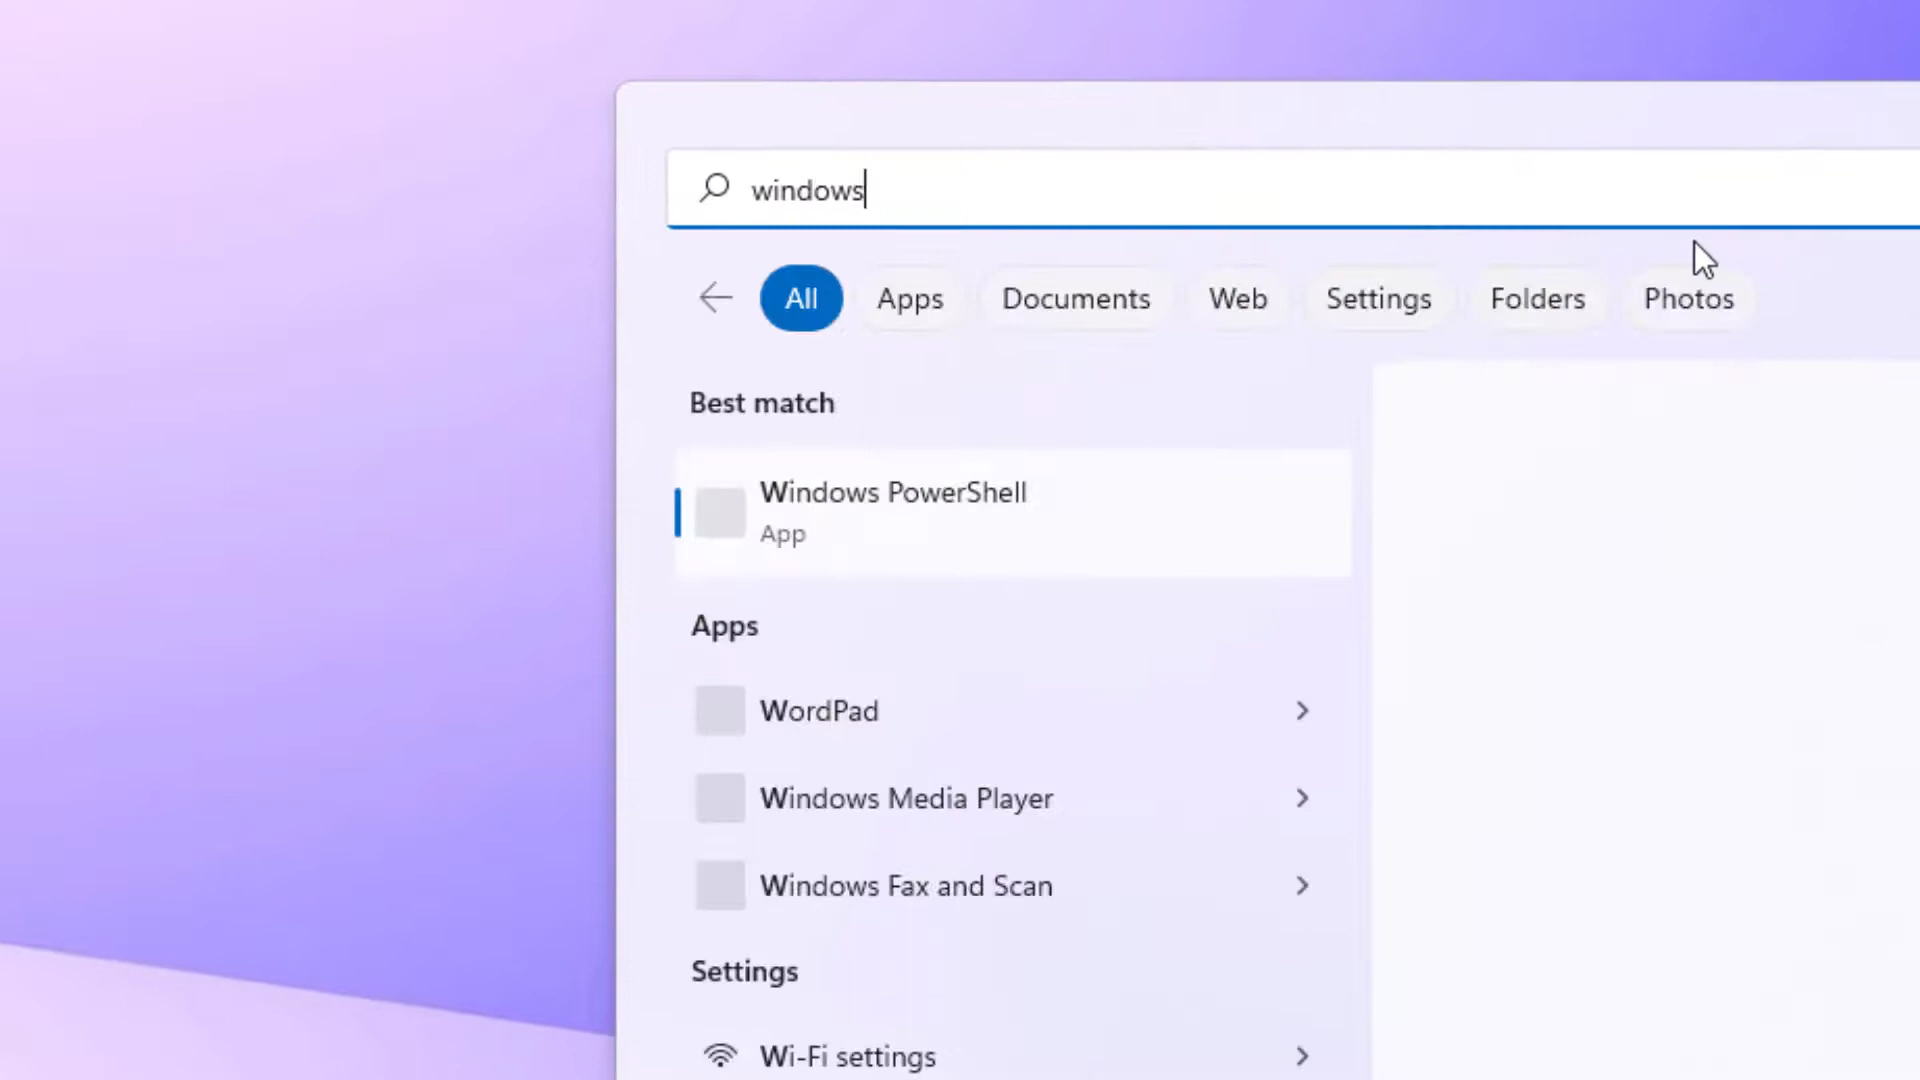 windows
All Apps Documents Web Settings Folders Photos
Best match
Windows PowerShell
App
Apps
WordPad
Windows Media Player
Windows Fax and Scan
Settings
Wi-Fi settings